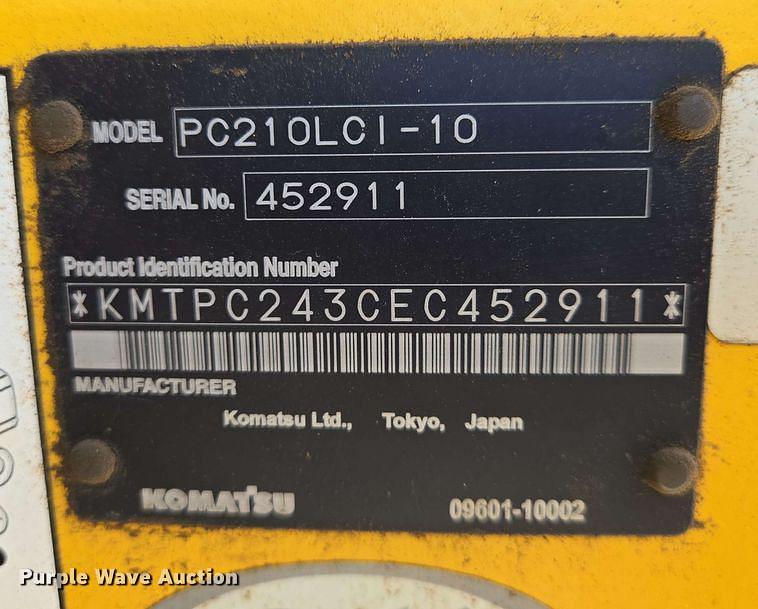 MODEL PC210LCI-10
SERIAL No. 452911
Product Identification Number
*KMTPC243CEC452911*
MANUFACTURER
Komatsu Ltd., Tokyo, Japan
KOMATSU 09601-10002
Purple Wave Auction